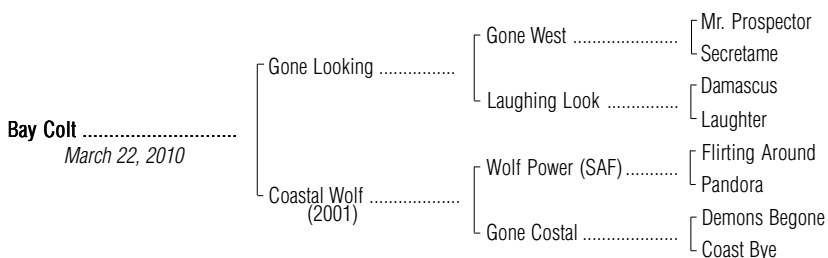 Mr. Prospector
Gone West ......................
Secretame
Gone Looking ................
Damascus
Laughing Look ...............
Laughter
Bay Colt .............................
March 22, 2010
Flirting Around
Wolf Power (SAF) ...........
Pandora
Coastal Wolf ...................
(2001)
Demons Begone
Gone Costal ....................
Coast Bye